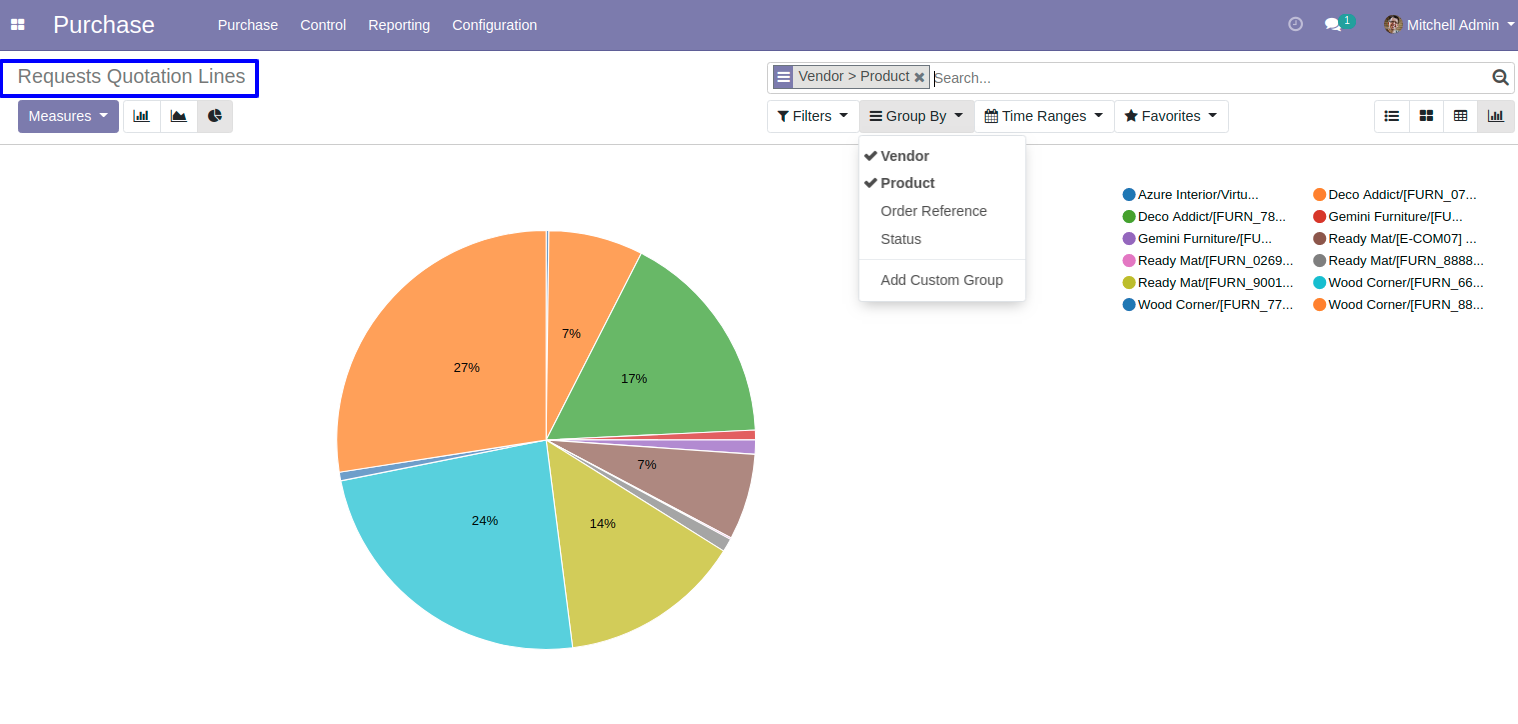 Purchase
Purchase Control Reporting Configuration
1
Mitchell Admin
Requests Quotation Lines
Vendor > Product
Search...
Measures
Filters Group By Time Ranges Favorites
Vendor
Product
Order Reference
Status
Add Custom Group
Azure Interior/Virtu... Deco Addict/[FURN_07...
Deco Addict/[FURN_78... Gemini Furniture/[FU...
Gemini Furniture/[FU... Ready Mat/[E-COM07] ...
Ready Mat/[FURN_0269... Ready Mat/[FURN_8888...
Ready Mat/[FURN_9001... Wood Corner/[FURN_66...
Wood Corner/[FURN_77... Wood Corner/[FURN_88...
7%
27%
17%
7%
24%
14%